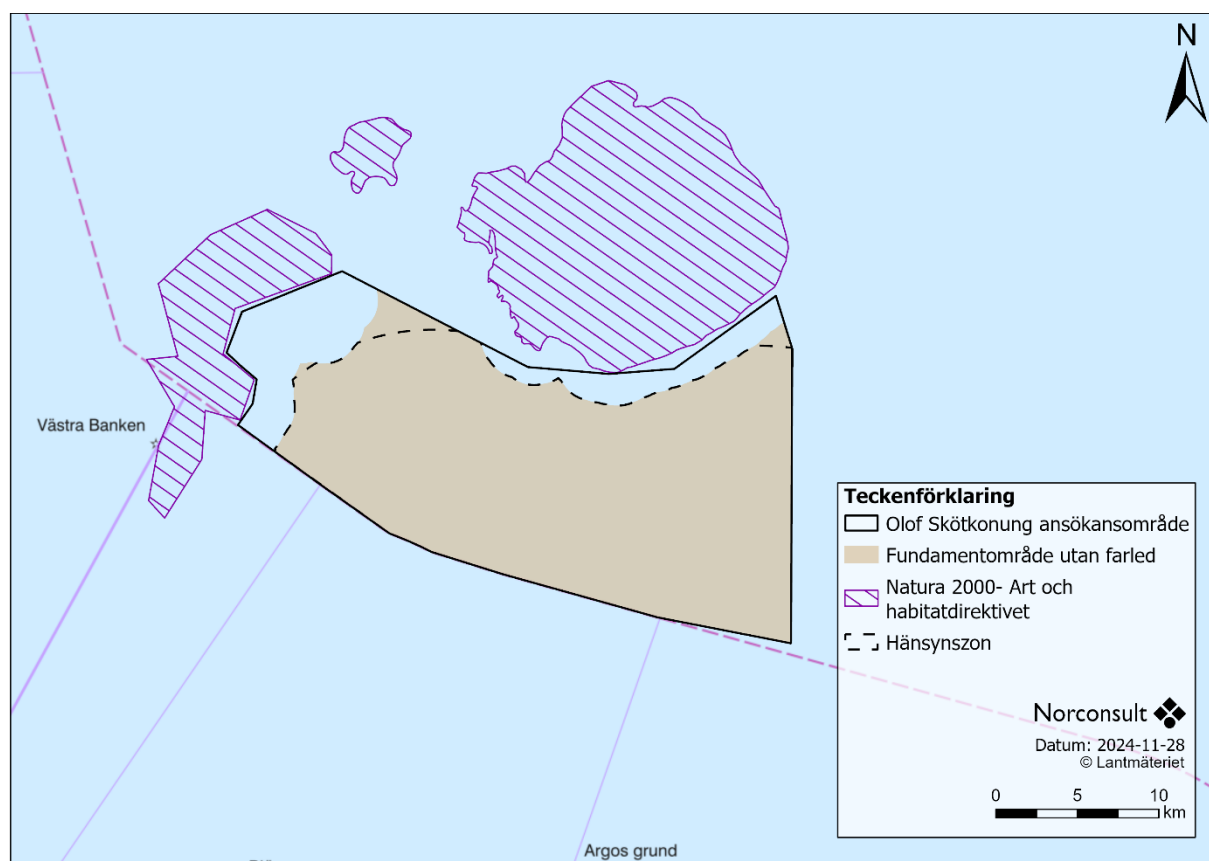 N
Västra Banken
Teckenförklaring
Olof Skötkonung ansökansområde
Fundamentområde utan farled
Natura 2000- Art och
habitatdirektivet
Hänsynszon
Norconsult
Datum: 2024-11-28
© Lantmäteriet
0 5 10
km
Argos grund